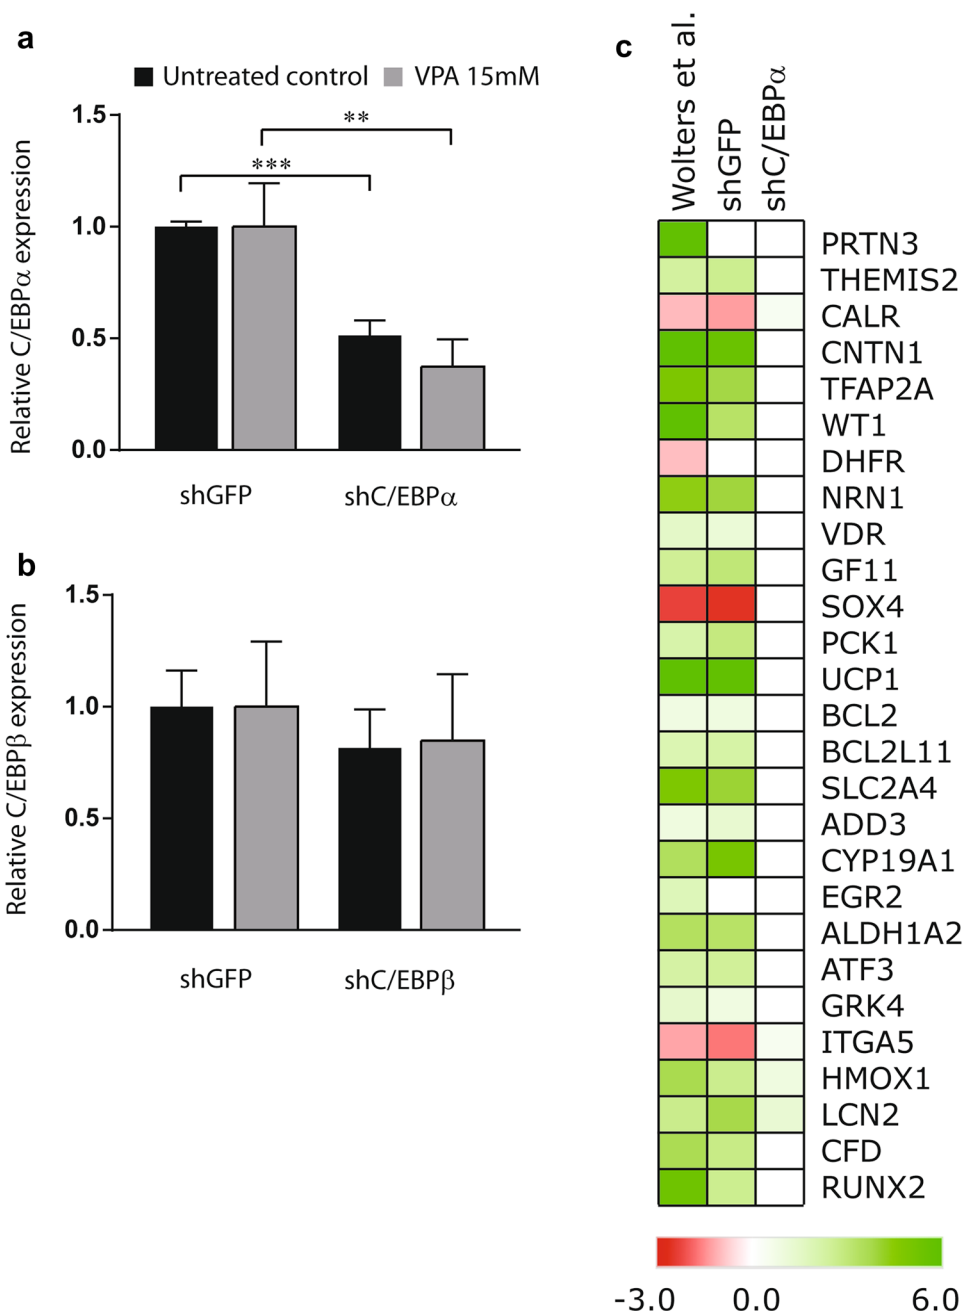 a
Untreated control VPA 15mM
Relative C/EBPα expression
1.5
1.0
0.5
0.0
**
***
shGFP shC/EBPα
b
Relative C/EBPβ expression
1.5
1.0
0.5
0.0
shGFP shC/EBPβ
c
Wolters et al.
shGFP
shC/EBPα
PRTN3
THEMIS2
CALR
CNTN1
TFAP2A
WT1
DHFR
NRN1
VDR
GF11
SOX4
PCK1
UCP1
BCL2
BCL2L11
SLC2A4
ADD3
CYP19A1
EGR2
ALDH1A2
ATF3
GRK4
ITGA5
HMOX1
LCN2
CFD
RUNX2
-3.0 0.0 6.0